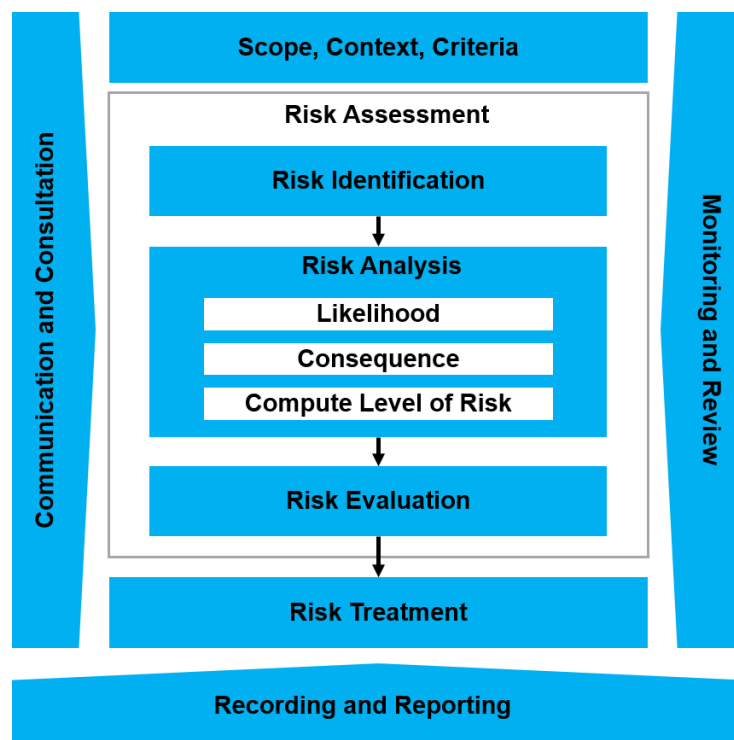 Scope, Context, Criteria
Risk Assessment
Risk Identification
Risk Analysis
Likelihood
Consequence
Compute Level of Risk
Risk Evaluation
Risk Treatment
Communication and Consultation
Monitoring and Review
Recording and Reporting